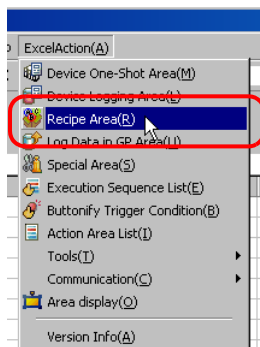 ExcelAction(A)
Device One-Shot Area(M)
Device Logging Area(L)
Recipe Area(R)
Log Data in GP Area(U)
Special Area(S)
Execution Sequence List(E)
Buttonify Trigger Condition(B)
Action Area List(I)
Tools(T)
Communication(C)
Area display(O)
Version Info(A)